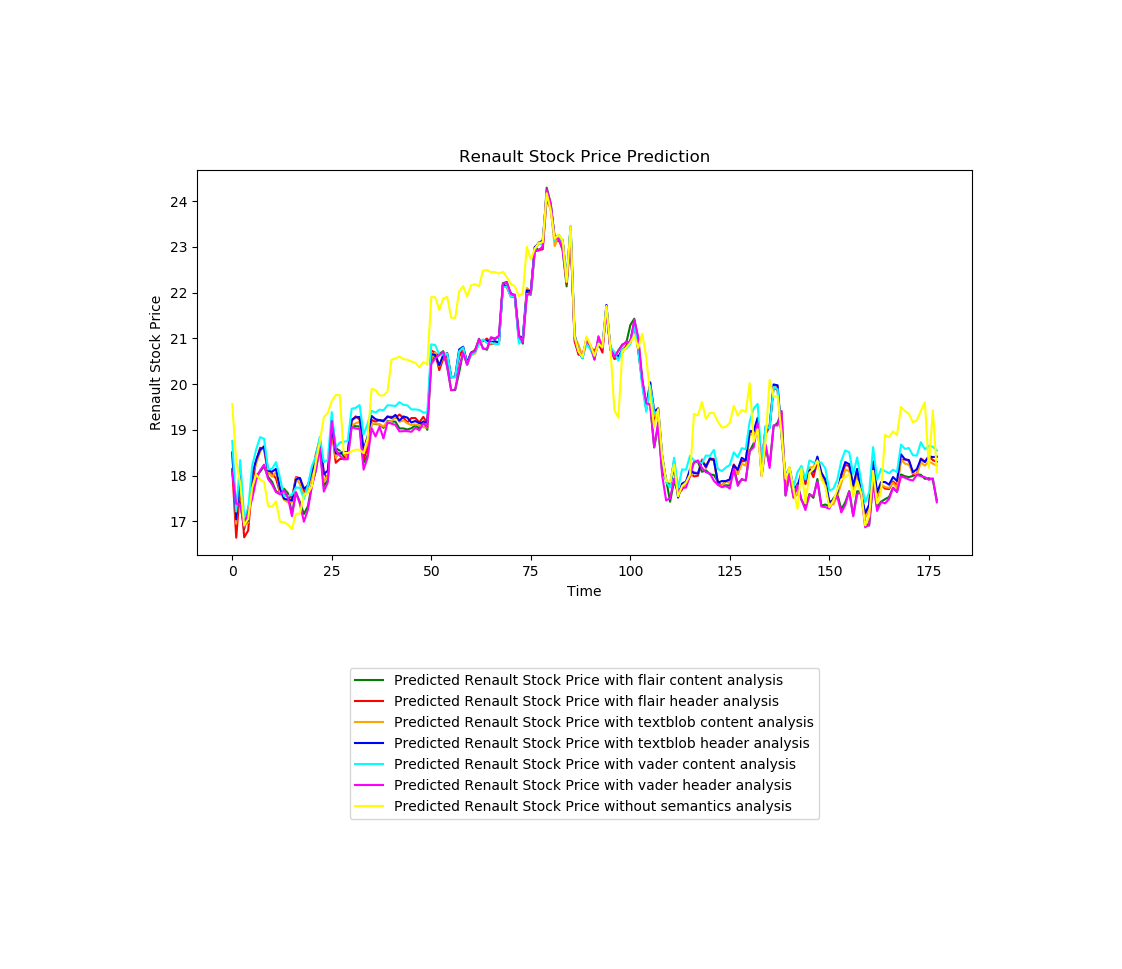 Renault Stock Price Prediction
Renault Stock Price
24
23
22
21
20
19
18
17
0 25 50 75 100 125 150 175
Time
Predicted Renault Stock Price with flair content analysis
Predicted Renault Stock Price with flair header analysis
Predicted Renault Stock Price with textblob content analysis
Predicted Renault Stock Price with textblob header analysis
Predicted Renault Stock Price with vader content analysis
Predicted Renault Stock Price with vader header analysis
Predicted Renault Stock Price without semantics analysis